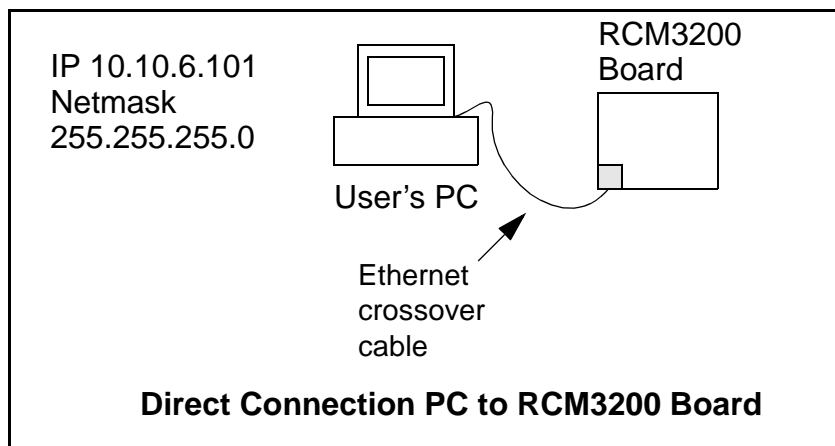 IP 10.10.6.101
Netmask
255.255.255.0
RCM3200
Board
User’s PC
Ethernet
crossover
cable
Direct Connection PC to RCM3200 Board